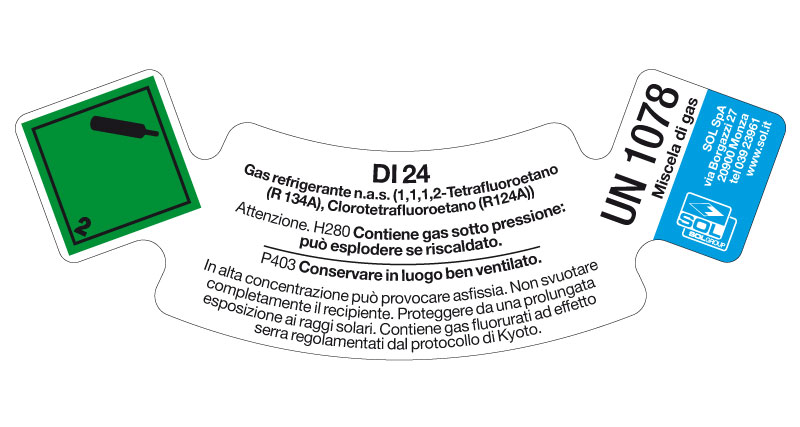 2
DI 24
Gas refrigerante n.a.s. (1,1,1,2-Tetrafluoroetano
(R 134A), Clorotetrafluoroetano (R124A))
Attenzione. H280 Contiene gas sotto pressione:
può esplodere se riscaldato.
P403 Conservare in luogo ben ventilato.
In alta concentrazione può provocare asfissia. Non svuotare
completamente il recipiente. Proteggere da una prolungata
esposizione ai raggi solari. Contiene gas fluorurati ad effetto
serra regolamentati dal protocollo di Kyoto.
UN 1078
Miscela di gas
SOL SpA
via Borgazzi 27
20900 Monza
tel 039 23961
www.sol.it
SOL
SOLGROUP